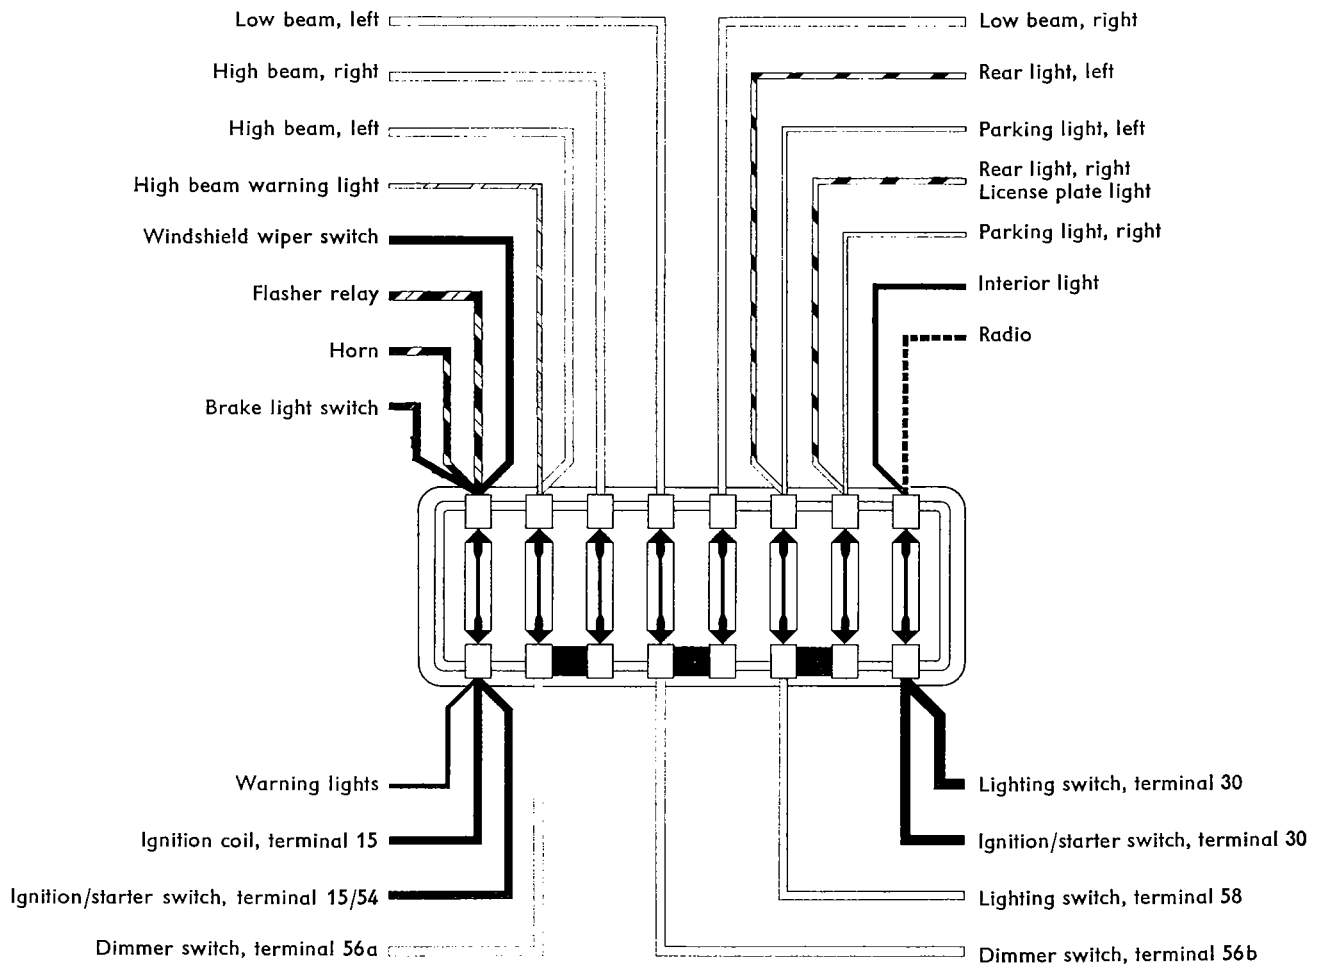 Low beam, left
High beam, right
High beam, left
High beam warning light
Windshield wiper switch
Flasher relay
Horn
Brake light switch
Low beam, right
Rear light, left
Parking light, left
Rear light, right
License plate light
Parking light, right
Interior light
Radio
Warning lights
Ignition coil, terminal 15
Ignition/starter switch, terminal 15/54
Dimmer switch, terminal 56a
Lighting switch, terminal 30
Ignition/starter switch, terminal 30
Lighting switch, terminal 58
Dimmer switch, terminal 56b